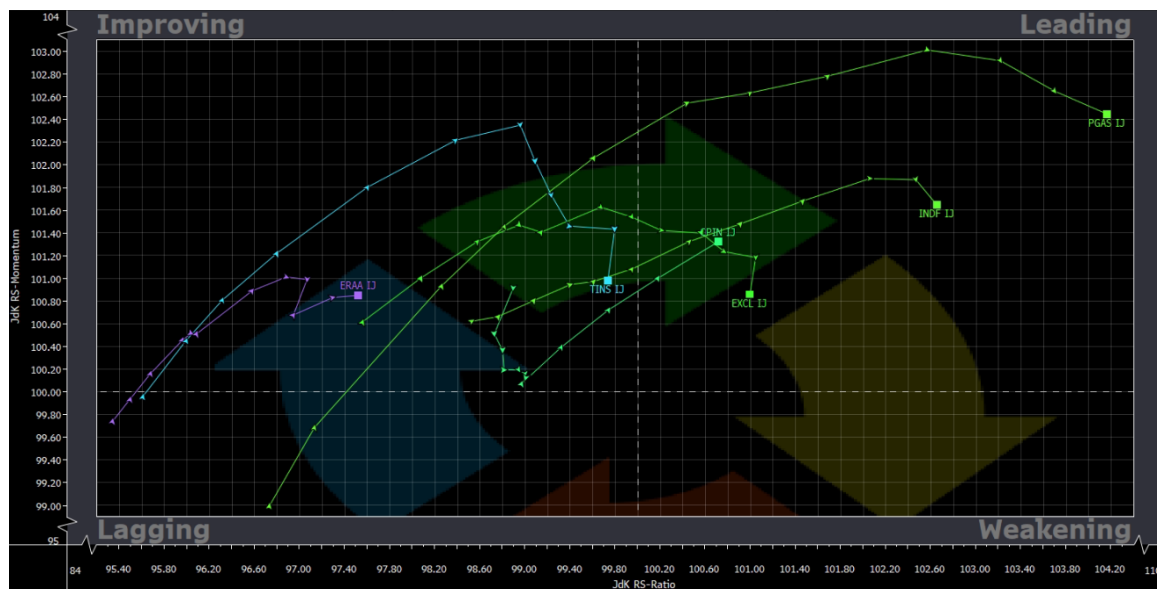 104
Improving
Leading
103.00
102.80
102.60
102.40
PGAS IJ
102.20
102.00
101.80
INDF IJ
101.60
101.40
CPIN IJ
101.20
101.00
ERAA IJ
TINS IJ
100.80
EXCL IJ
100.60
100.40
100.20
100.00
99.80
99.60
99.40
99.20
99.00
JdK RS-Momentum
95
Lagging
Weakening
84
95.40 95.80 96.20 96.60 97.00 97.40 97.80 98.20 98.60 99.00 99.40 99.80 100.20 100.60 101.00 101.40 101.80 102.20 102.60 103.00 103.40 103.80 104.20
JdK RS-Ratio